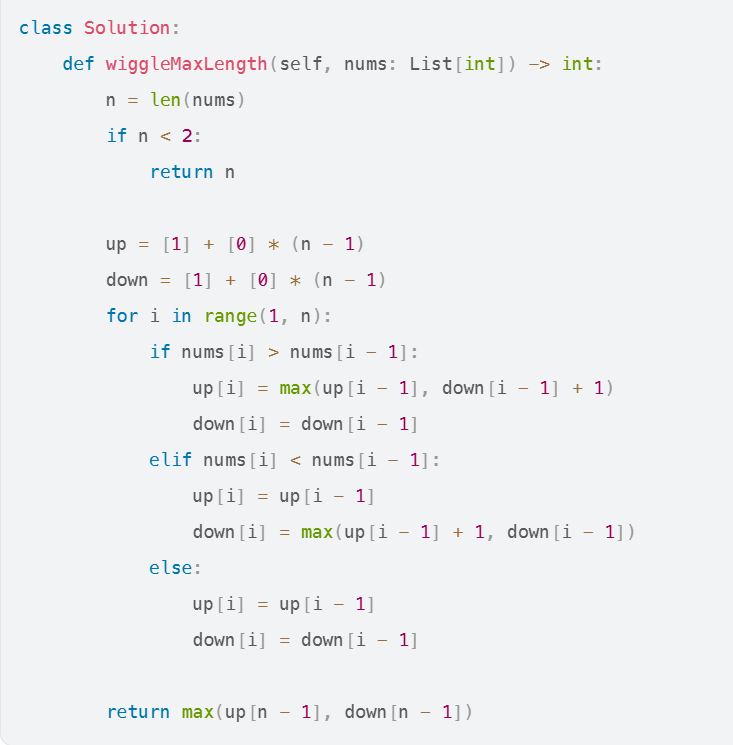 class Solution:
    def wiggleMaxLength(self, nums: List[int]) -> int:
        n = len(nums)
        if n < 2:
            return n

        up = [1] + [0] * (n - 1)
        down = [1] + [0] * (n - 1)
        for i in range(1, n):
            if nums[i] > nums[i - 1]:
                up[i] = max(up[i - 1], down[i - 1] + 1)
                down[i] = down[i - 1]
            elif nums[i] < nums[i - 1]:
                up[i] = up[i - 1]
                down[i] = max(up[i - 1] + 1, down[i - 1])
            else:
                up[i] = up[i - 1]
                down[i] = down[i - 1]

        return max(up[n - 1], down[n - 1])